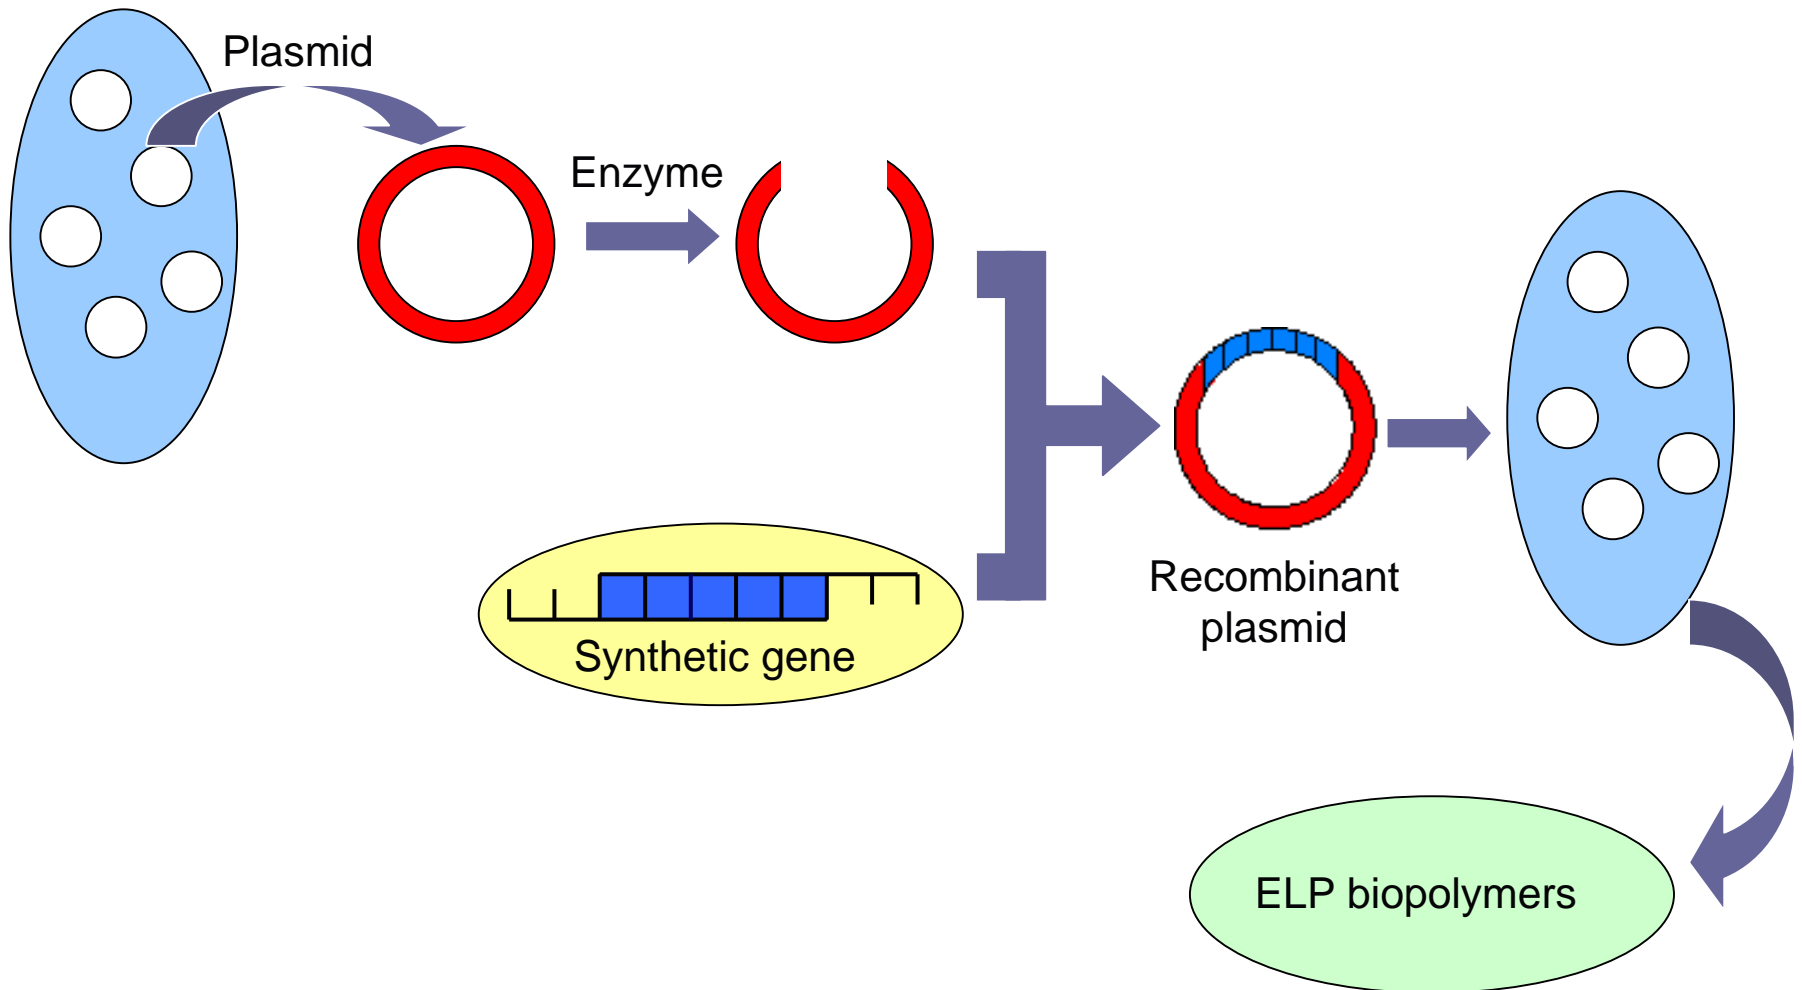 Plasmid
Enzyme
Synthetic gene
Recombinant
plasmid
ELP biopolymers